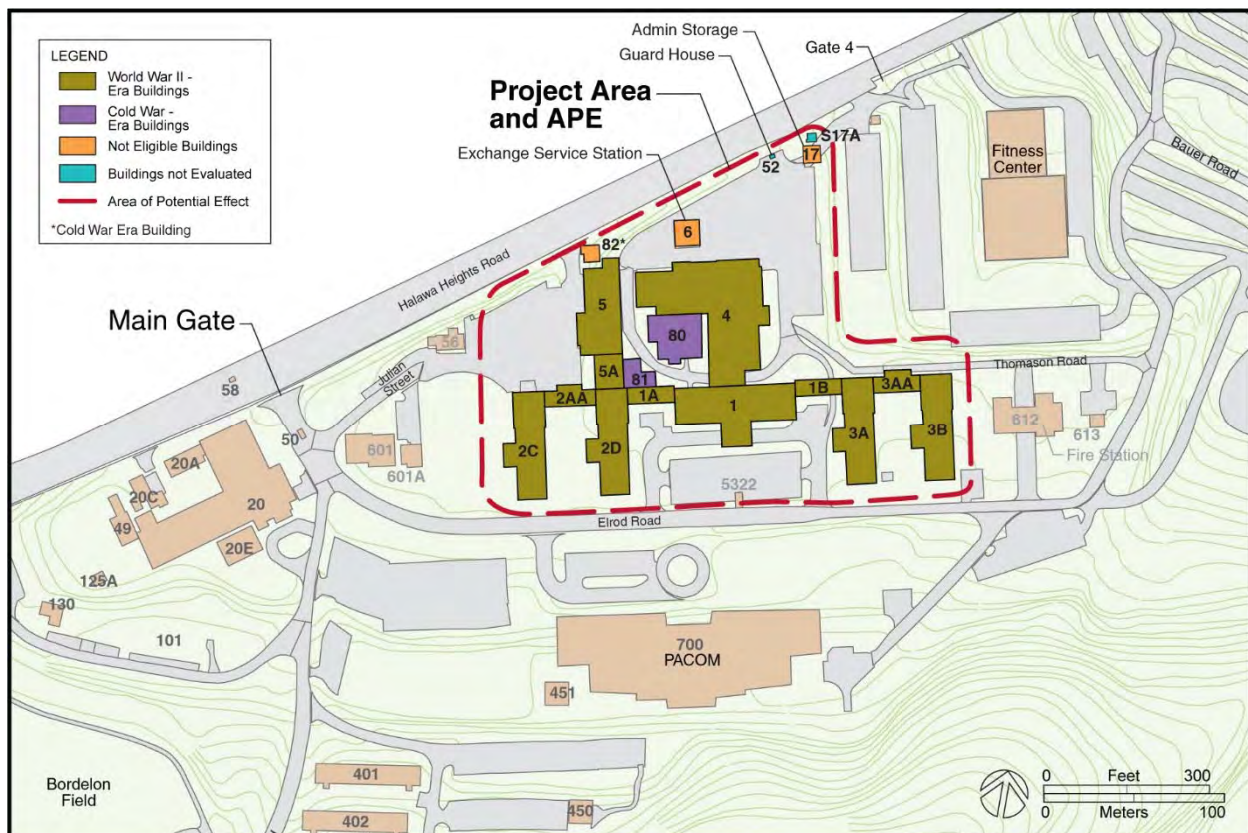 LEGEND
World War II -
Era Buildings
Cold War -
Era Buildings
Not Eligible Buildings
Buildings not Evaluated
Area of Potential Effect
*Cold War Era Building
Admin Storage
Guard House
Gate 4
Project Area
and APE
Exchange Service Station
S17A
17
52
Fitness
Center
Bauer Road
6
82*
Halawa Heights Road
Main Gate
5
4
80
56
Julian
Street
58
5A
81
Thomason Road
2AA
1A
1
1B
3AA
50
601
601A
2C
2D
3A
3B
612
613
Fire Station
20A
20C
20
49
20E
5322
Elrod Road
125A
130
101
700
PACOM
451
Bordelon
Field
401
402
450
0 Feet 300
0 Meters 100